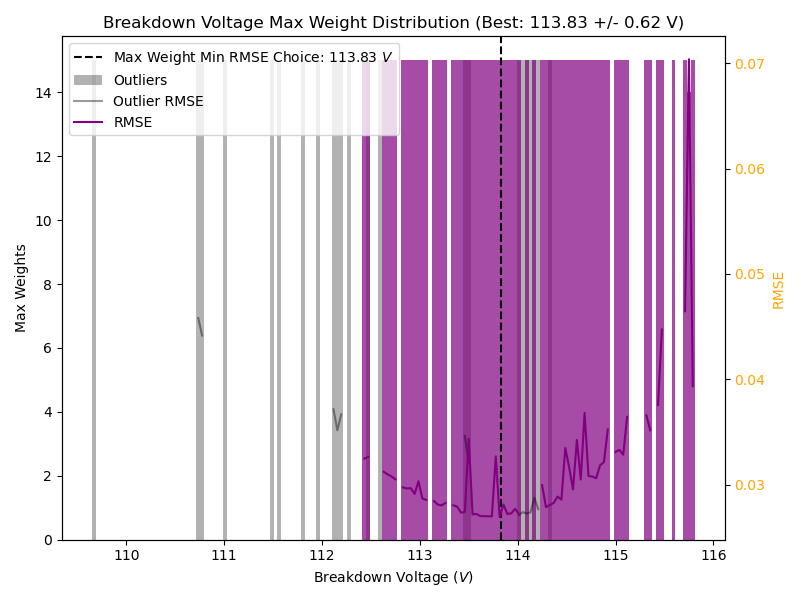 Breakdown Voltage Max Weight Distribution (Best: 113.83 +/- 0.62 V)
Max Weight Min RMSE Choice: 113.83 V
Outliers
Outlier RMSE
RMSE
14
12
10
8
6
4
2
0
Max Weights
0.07
0.06
0.05
0.04
0.03
RMSE
110
111
112
113
114
115
116
Breakdown Voltage (V)